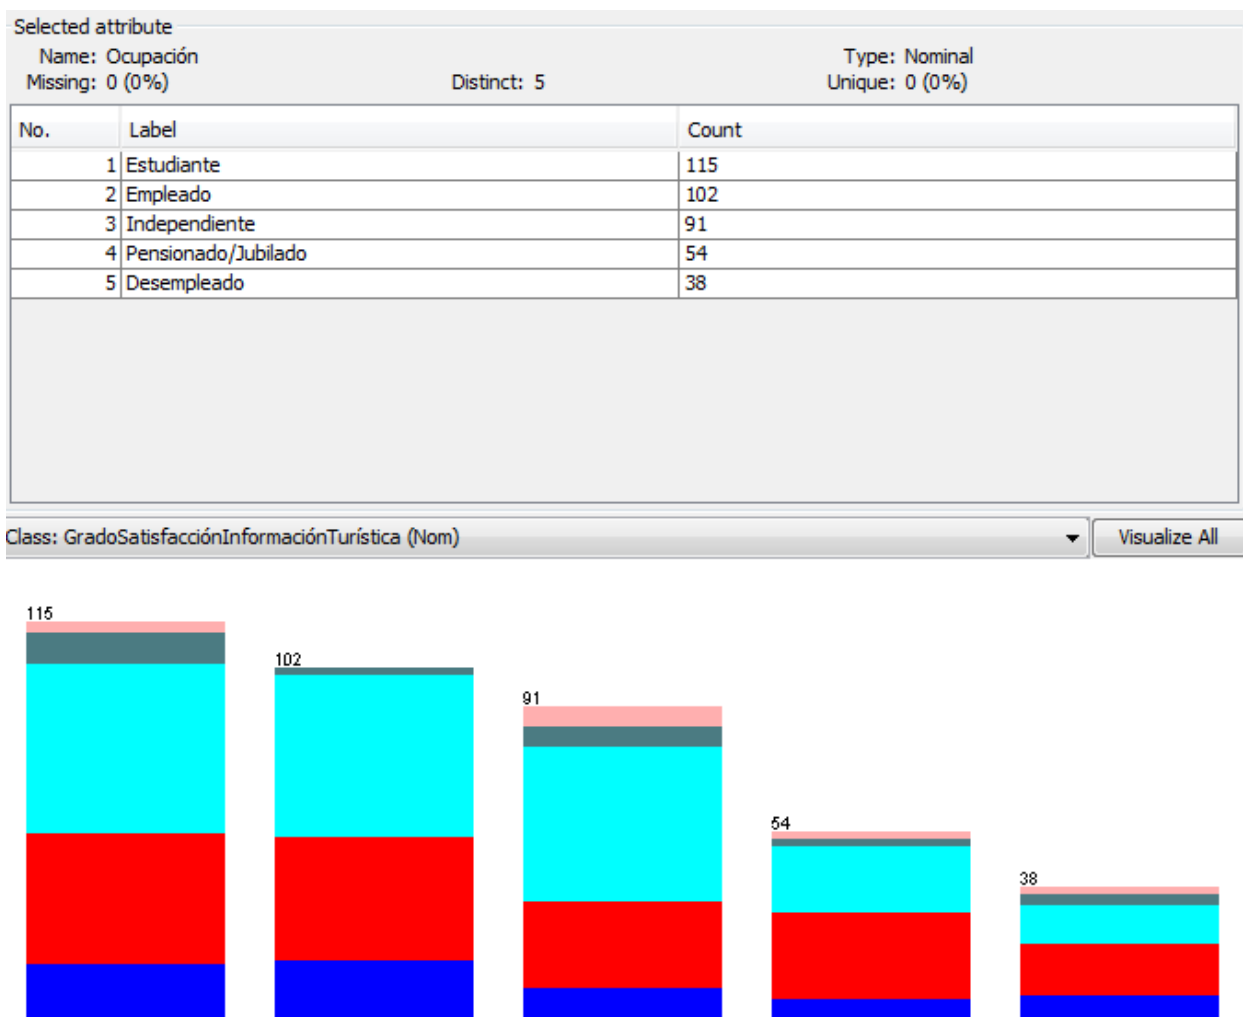 Selected attribute
Name: Ocupación Type: Nominal
Missing: 0 (0%) Distinct: 5 Unique: 0 (0%)
No. Label Count
1 Estudiante 115
2 Empleado 102
3 Independiente 91
4 Pensionado/Jubilado 54
5 Desempleado 38
Class: GradoSatisfacciónInformaciónTurística (Nom) Visualize All
115
102
91
54
38